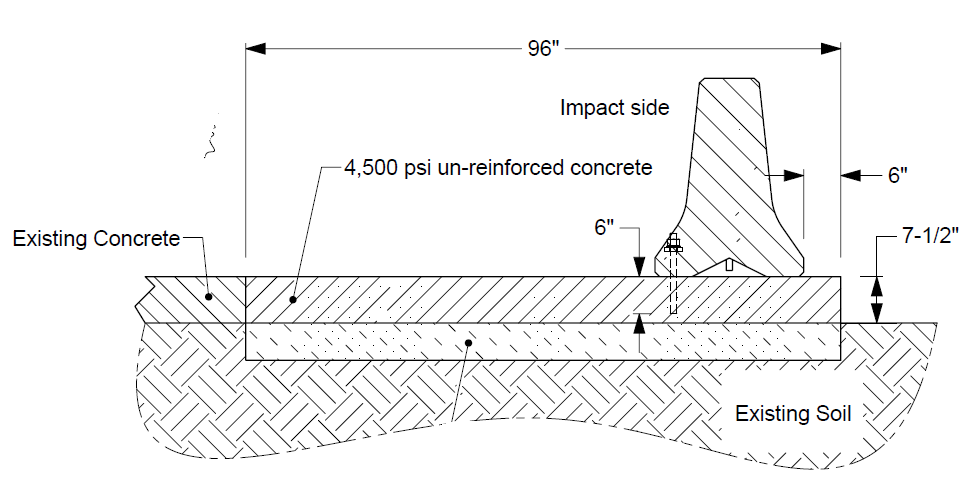 96"
Impact side
4,500 psi un-reinforced concrete
6"
Existing Concrete
6"
7-1/2"
Existing Soil